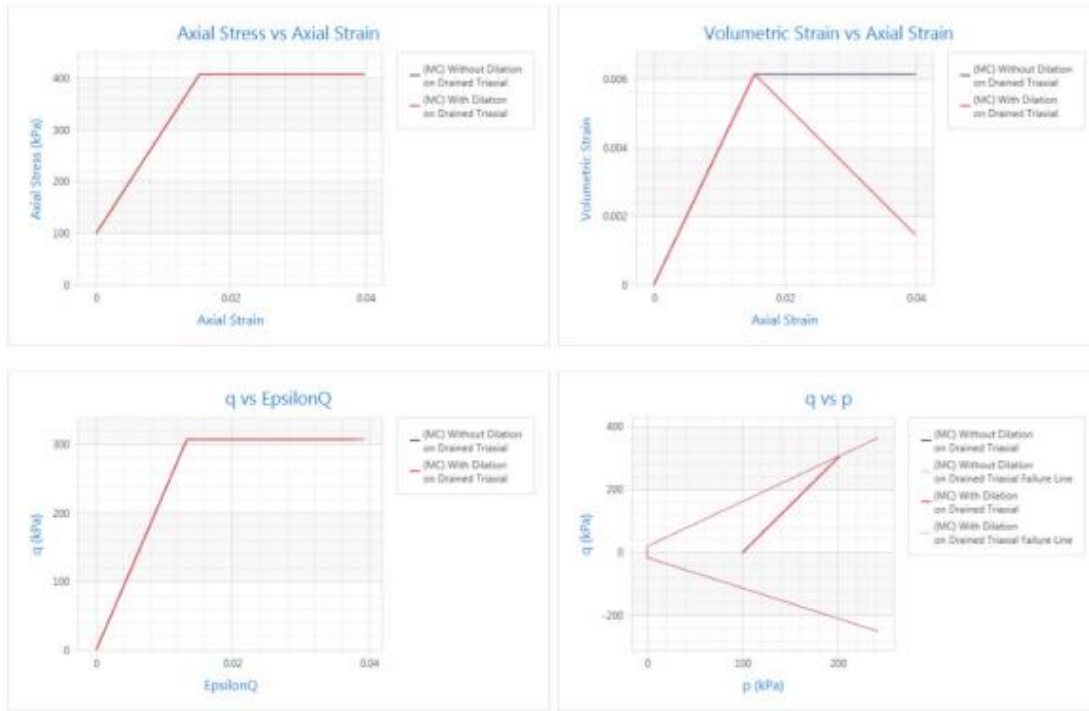 Axial Stress vs Axial Strain
Axial Stress (kPa)
400
300
200
100
0
0
0.02
0.04
Axial Strain
(MC) Without Dilation
on Drained Triaxial
(MC) With Dilation
on Drained Triaxial
Volumetric Strain vs Axial Strain
Volumetric Strain
0.006
0.004
0.002
0
0
0.02
0.04
Axial Strain
(MC) Without Dilation
on Drained Triaxial
(MC) With Dilation
on Drained Triaxial
q vs EpsilonQ
q (kPa)
300
200
100
0
0
0.02
0.04
EpsilonQ
(MC) Without Dilation
on Drained Triaxial
(MC) With Dilation
on Drained Triaxial
q vs p
q (kPa)
400
200
0
-200
0
100
200
p (kPa)
(MC) Without Dilation
on Drained Triaxial
(MC) Without Dilation
on Drained Triaxial Failure Line
(MC) With Dilation
on Drained Triaxial
(MC) With Dilation
on Drained Triaxial Failure Line